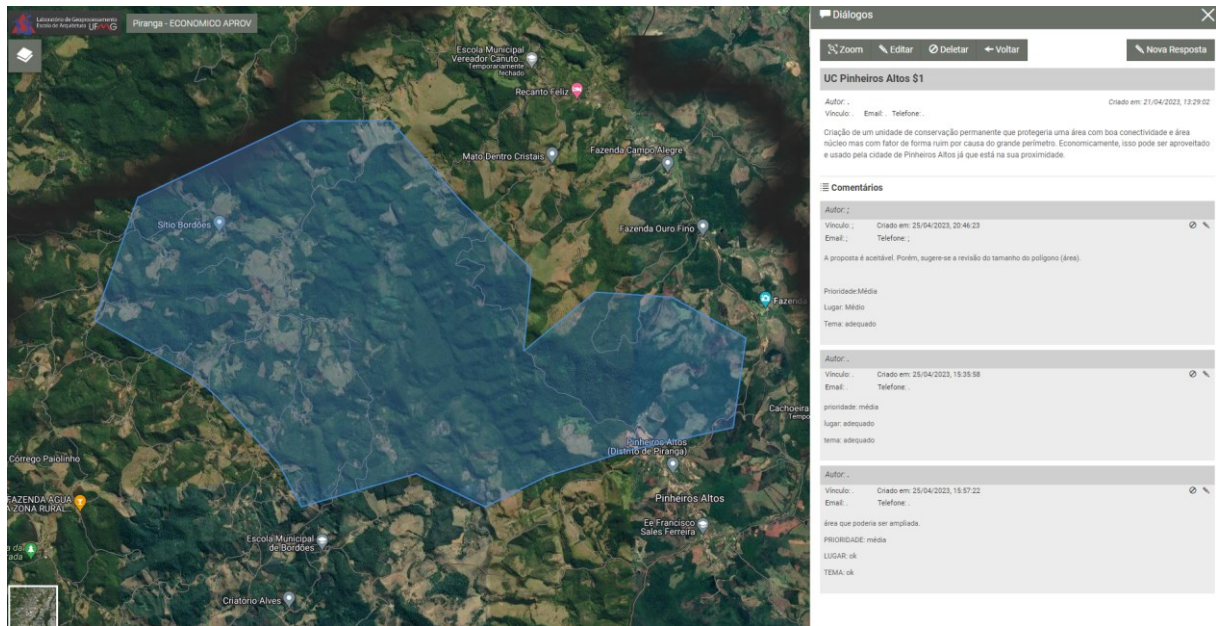 Laboratório de Geoprocessamento
Escola de Arquitetura UFMG
Piranga - ECONOMICO APROV
Escola Municipal
Vereador Canuto...
Temporariamente
fechado
Recanto Feliz
Mato Dentro Cristais
Fazenda Campo Alegre
Sítio Bordões
Fazenda Ouro Fino
Fazenda
Cachoeira
Tempo
Pinheiros Altos
(Distrito de Piranga)
Córrego Paiolinho
Pinheiros Altos
FAZENDA AGUA
A ZONA RURAL...
Ee Francisco
Sales Ferreira
Escola Municipal
de Bordões
a da
rada
Criatório Alves
Diálogos
Zoom
Editar
Deletar
Voltar
Nova Resposta
UC Pinheiros Altos $1
Autor: .
Criado em: 21/04/2023, 13:29:02
Vínculo: . Email: . Telefone: .
Criação de um unidade de conservação permanente que protegeria uma área com boa conectividade e área
núcleo mas com fator de forma ruim por causa do grande perímetro. Economicamente, isso pode ser aproveitado
e usado pela cidade de Pinheiros Altos já que está na sua proximidade.
Comentários
Autor: ;
Vínculo: ; Criado em: 25/04/2023, 20:46:23
Email: ; Telefone: ;
A proposta é aceitável. Porém, sugere-se a revisão do tamanho do polígono (área).
Prioridade:Média
Lugar: Médio
Tema: adequado
Autor: .
Vínculo: . Criado em: 25/04/2023, 15:35:58
Email: . Telefone: .
prioridade: média
lugar: adequado
tema: adequado
Autor: .
Vínculo: . Criado em: 25/04/2023, 15:57:22
Email: . Telefone: .
área que poderia ser ampliada.
PRIORIDADE: média
LUGAR: ok
TEMA: ok